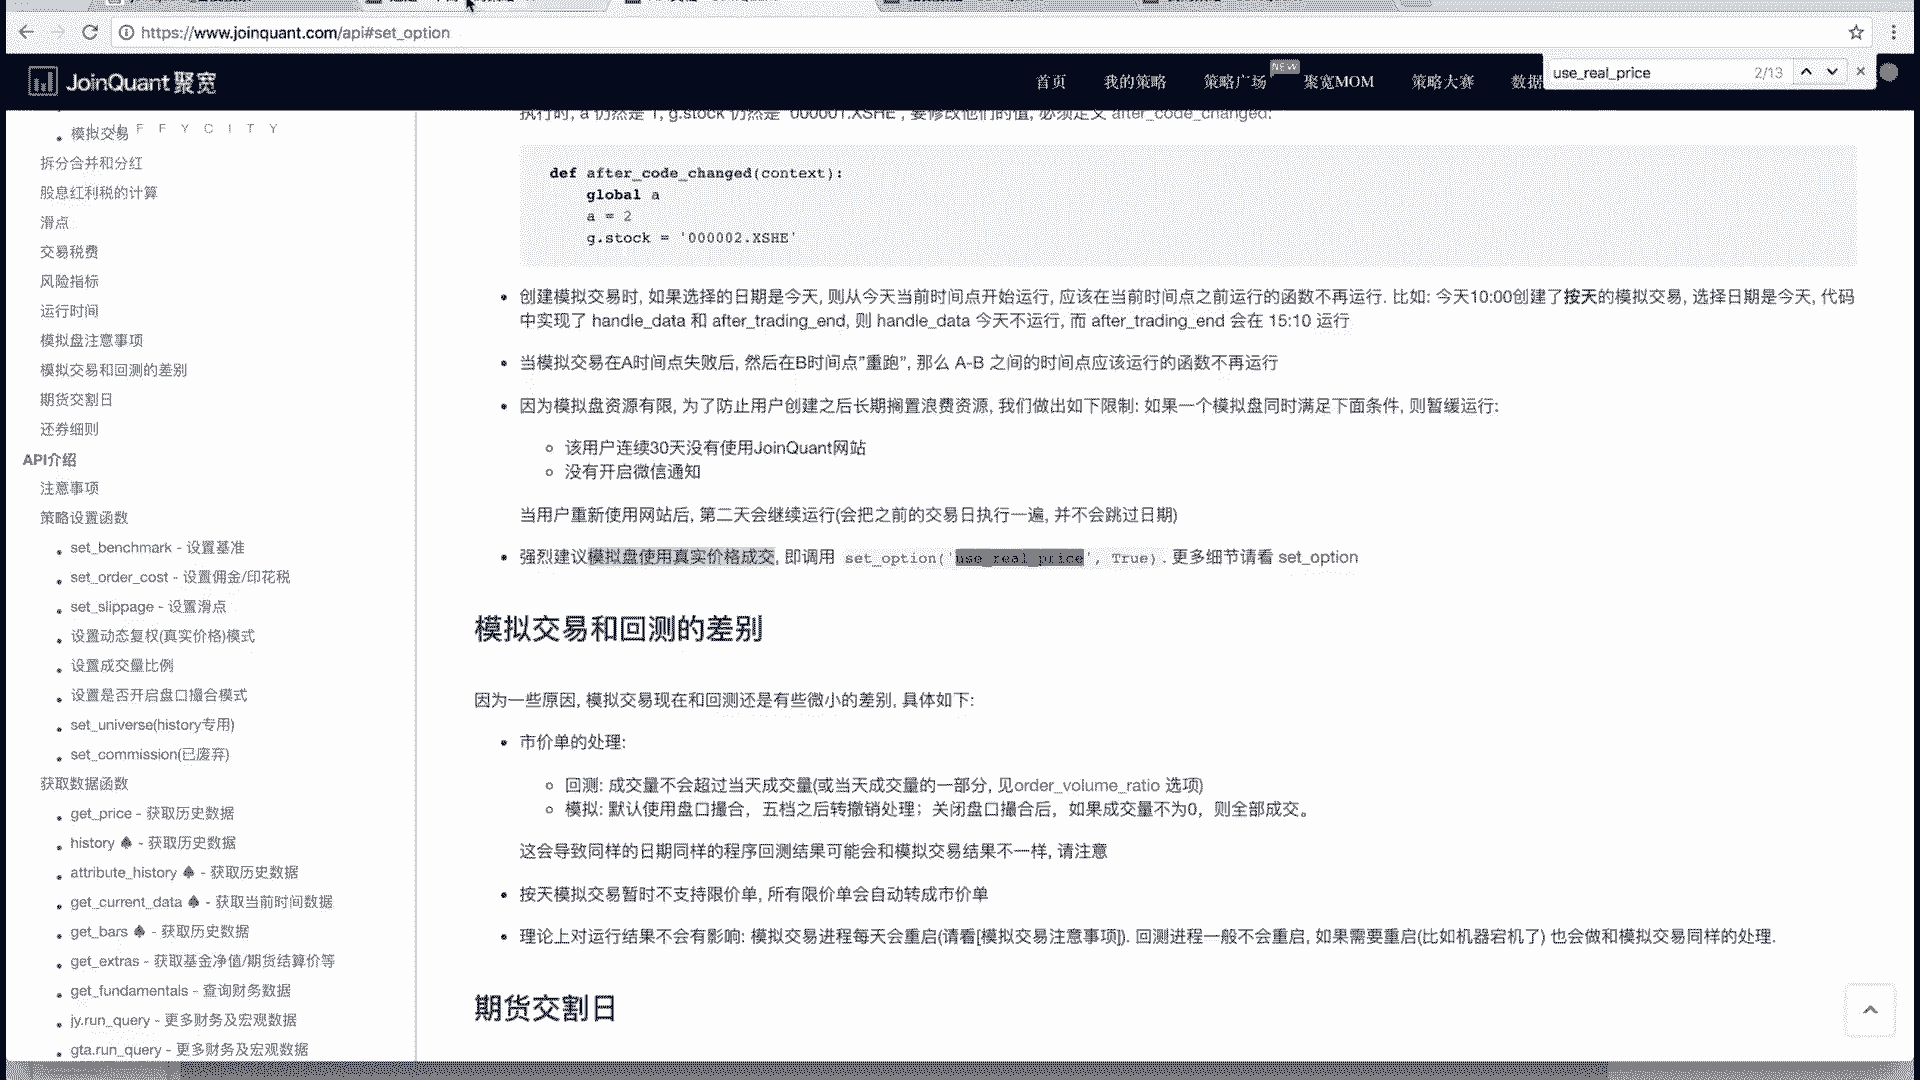 https://www.joinquant.com/api#set_option
use_real_price
2/13
JoinQuant 聚宽
首页
我的策略
策略广场
NEW
聚宽MOM
策略大赛
数据
F F Y C I T Y
模拟交易
拆分合并和分红
股息红利税的计算
滑点
交易税费
风险指标
运行时间
模拟盘注意事项
模拟交易和回测的差别
期货交割日
还券细则
API介绍
注意事项
策略设置函数
set_benchmark - 设置基准
set_order_cost - 设置佣金/印花税
set_slippage - 设置滑点
设置动态复权(真实价格)模式
设置成交量比例
设置是否开启盘口撮合模式
set_universe(history专用)
set_commission(已废弃)
获取数据函数
get_price - 获取历史数据
history ♠ - 获取历史数据
attribute_history ♠ - 获取历史数据
get_current_data ♠ - 获取当前时间数据
get_bars ♠ - 获取历史数据
get_extras - 获取基金净值/期货结算价等
get_fundamentals - 查询财务数据
jy.run_query - 更多财务及宏观数据
gta.run_query - 更多财务及宏观数据
执行时, a 仍然是 1, g.stock 仍然是 '000001.XSHE', 要修改他们的值, 必须定义 after_code_changed:
def after_code_changed(context):
global a
a = 2
g.stock = '000002.XSHE'
创建模拟交易时, 如果选择的日期是今天, 则从今天当前时间点开始运行, 应该在当前时间点之前运行的函数不再运行. 比如: 今天10:00创建了按天的模拟交易, 选择日期是今天, 代码
中实现了 handle_data 和 after_trading_end, 则 handle_data 今天不运行, 而 after_trading_end 会在 15:10 运行
当模拟交易在A时间点失败后, 然后在B时间点"重跑", 那么 A-B 之间的时间点应该运行的函数不再运行
因为模拟盘资源有限, 为了防止用户创建之后长期搁置浪费资源, 我们做出如下限制: 如果一个模拟盘同时满足下面条件, 则暂缓运行:
该用户连续30天没有使用JoinQuant网站
没有开启微信通知
当用户重新使用网站后, 第二天会继续运行(会把之前的交易日执行一遍, 并不会跳过日期)
强烈建议模拟盘使用真实价格成交, 即调用 set_option('use_real_price', True). 更多细节请看 set_option
模拟交易和回测的差别
因为一些原因, 模拟交易现在和回测还是有些微小的差别, 具体如下:
市价单的处理:
回测: 成交量不会超过当天成交量(或当天成交量的一部分, 见order_volume_ratio 选项)
模拟: 默认使用盘口撮合，五档之后转撤销处理；关闭盘口撮合后，如果成交量不为0，则全部成交。
这会导致同样的日期同样的程序回测结果可能会和模拟交易结果不一样, 请注意
按天模拟交易暂时不支持限价单, 所有限价单会自动转成市价单
理论上对运行结果不会有影响: 模拟交易进程每天会重启(请看[模拟交易注意事项]). 回测进程一般不会重启, 如果需要重启(比如机器宕机了) 也会做和模拟交易同样的处理.
期货交割日